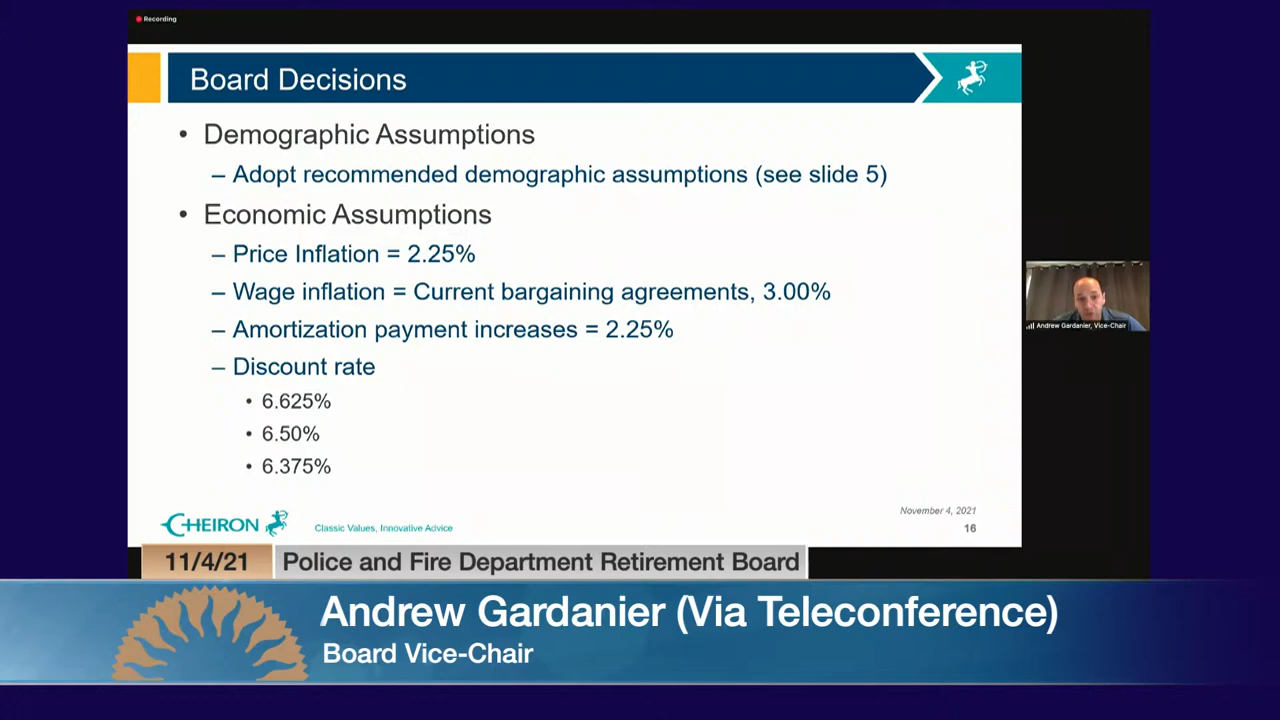 Recording
Board Decisions
• Demographic Assumptions
– Adopt recommended demographic assumptions (see slide 5)
• Economic Assumptions
– Price Inflation = 2.25%
– Wage inflation = Current bargaining agreements, 3.00%
– Amortization payment increases = 2.25%
– Discount rate
• 6.625%
• 6.50%
• 6.375%
Andrew Gardanier, Vice-Chair
CHEIRON
Classic Values, Innovative Advice
November 4, 2021
16
11/4/21
Police and Fire Department Retirement Board
Andrew Gardanier (Via Teleconference)
Board Vice-Chair